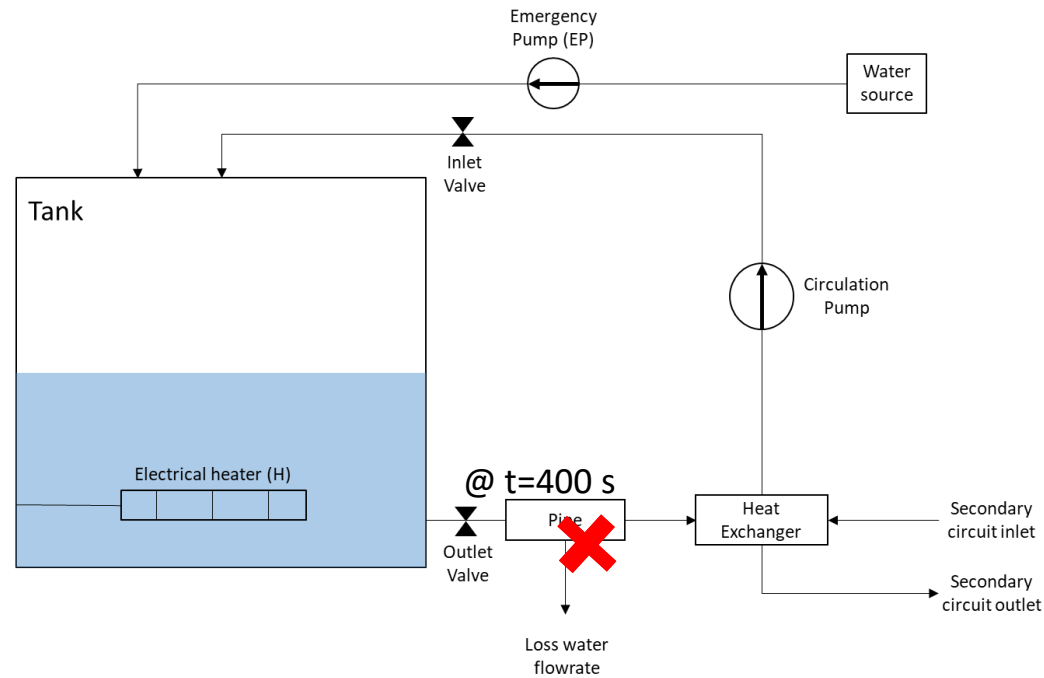 Emergency
Pump (EP)
Water
source
Inlet
Valve
Tank
Circulation
Pump
Electrical heater (H)
@ t=400 s
Outlet
Valve
Pipe
Heat
Exchanger
Secondary
circuit inlet
Secondary
circuit outlet
Loss water
flowrate